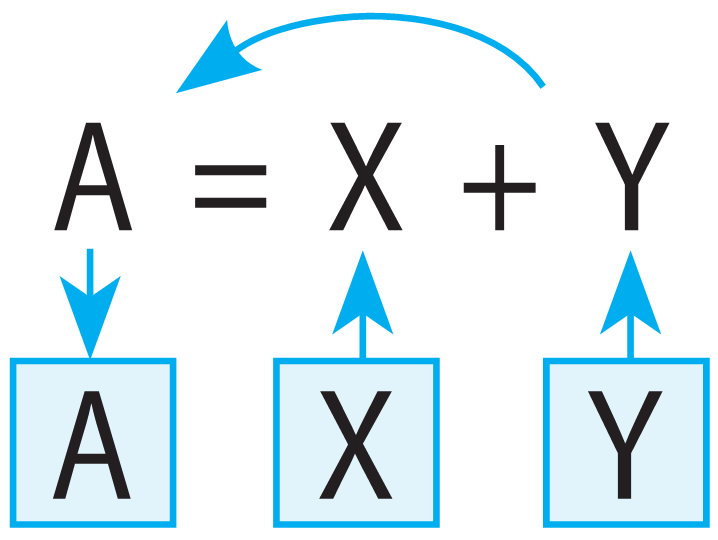 A = X + Y
A X Y